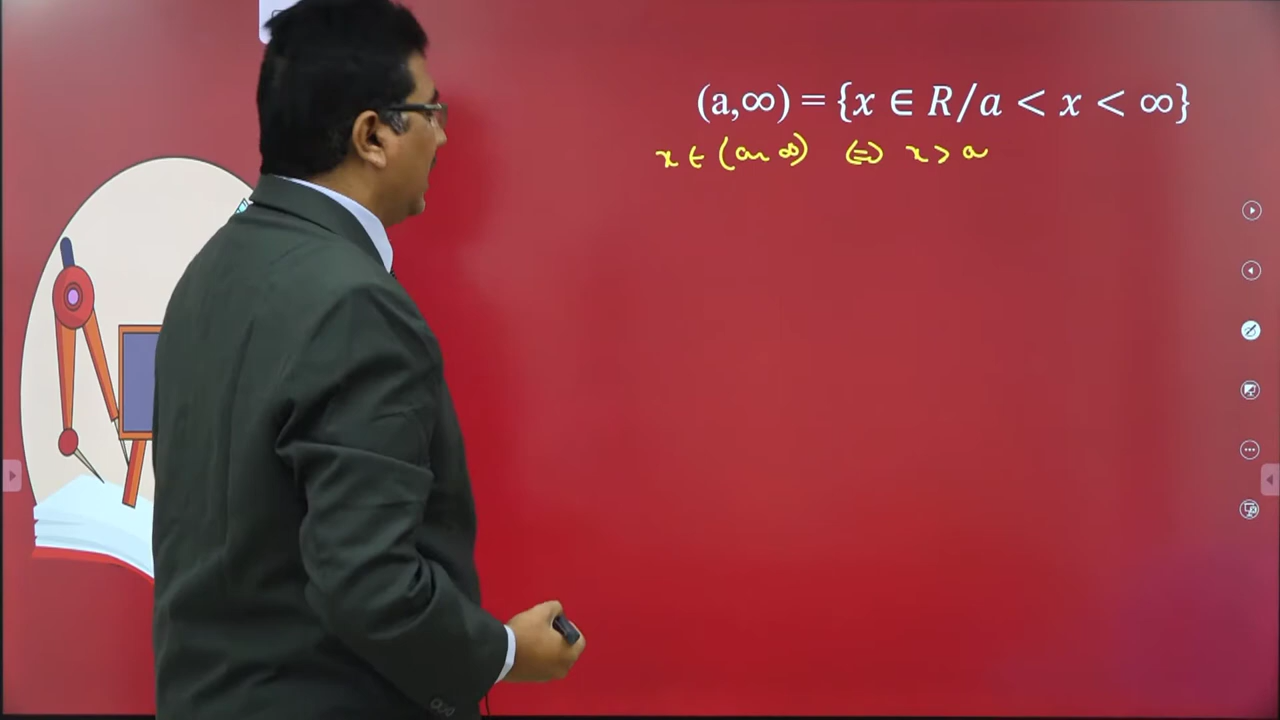 (a,∞) = {x ∈ R/a < x < ∞}
x ∈ (a, ∞) ⇔ x > a